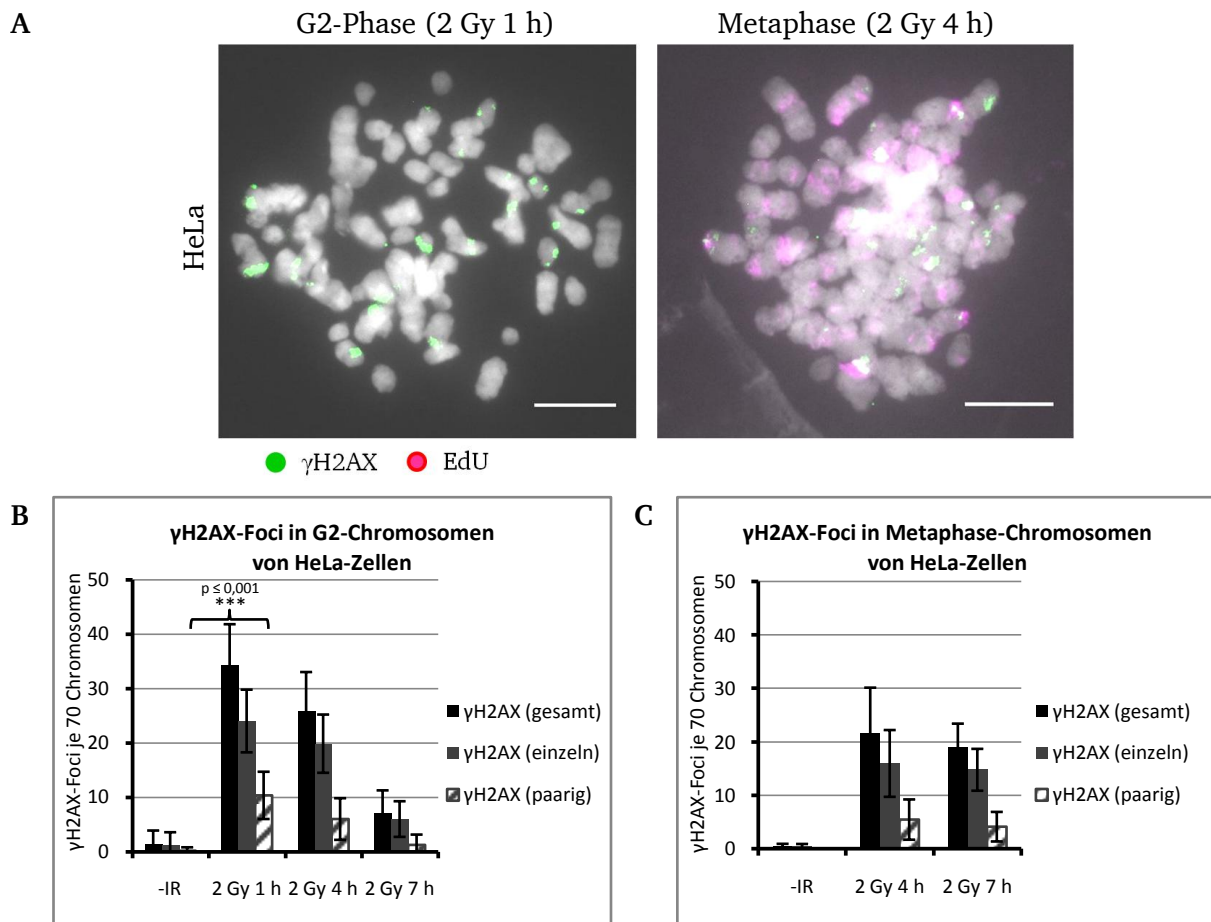 A
G2-Phase (2 Gy 1 h)
Metaphase (2 Gy 4 h)
HeLa
γH2AX
EdU
B
γH2AX-Foci in G2-Chromosomen
von HeLa-Zellen
γH2AX-Foci je 70 Chromosomen
50
40
30
20
10
0
p ≤ 0,001
***
-IR
2 Gy 1 h
2 Gy 4 h
2 Gy 7 h
γH2AX (gesamt)
γH2AX (einzeln)
γH2AX (paarig)
C
γH2AX-Foci in Metaphase-Chromosomen
von HeLa-Zellen
γH2AX-Foci je 70 Chromosomen
50
40
30
20
10
0
-IR
2 Gy 4 h
2 Gy 7 h
γH2AX (gesamt)
γH2AX (einzeln)
γH2AX (paarig)